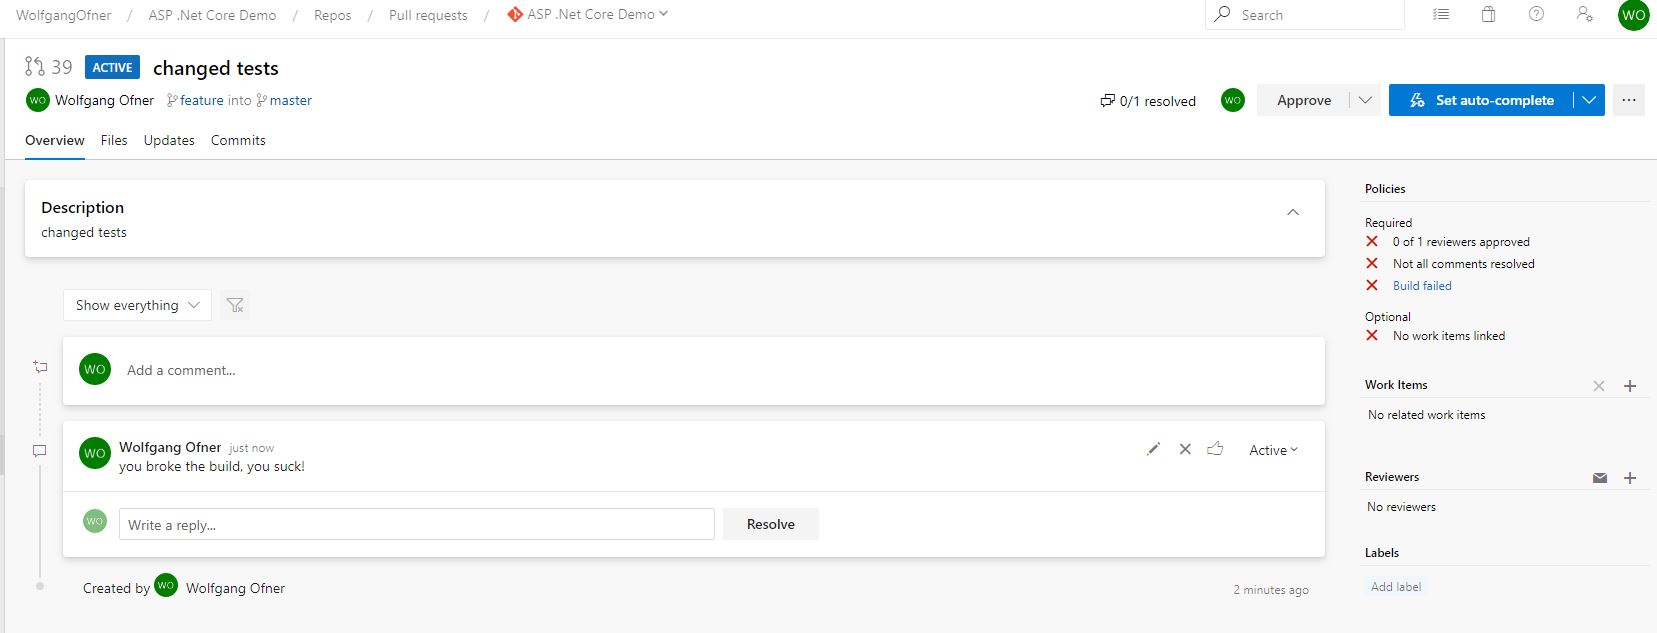 WolfgangOfner / ASP .Net Core Demo / Repos / Pull requests / ASP .Net Core Demo
Search
WO
39 ACTIVE changed tests
WO Wolfgang Ofner feature into master
0/1 resolved
WO
Approve
Set auto-complete
Overview Files Updates Commits
Description
changed tests
Show everything
WO Add a comment...
WO Wolfgang Ofner just now
you broke the build, you suck!
Active
WO Write a reply...
Resolve
Created by WO Wolfgang Ofner
2 minutes ago
Policies
Required
0 of 1 reviewers approved
Not all comments resolved
Build failed
Optional
No work items linked
Work Items
No related work items
Reviewers
No reviewers
Labels
Add label